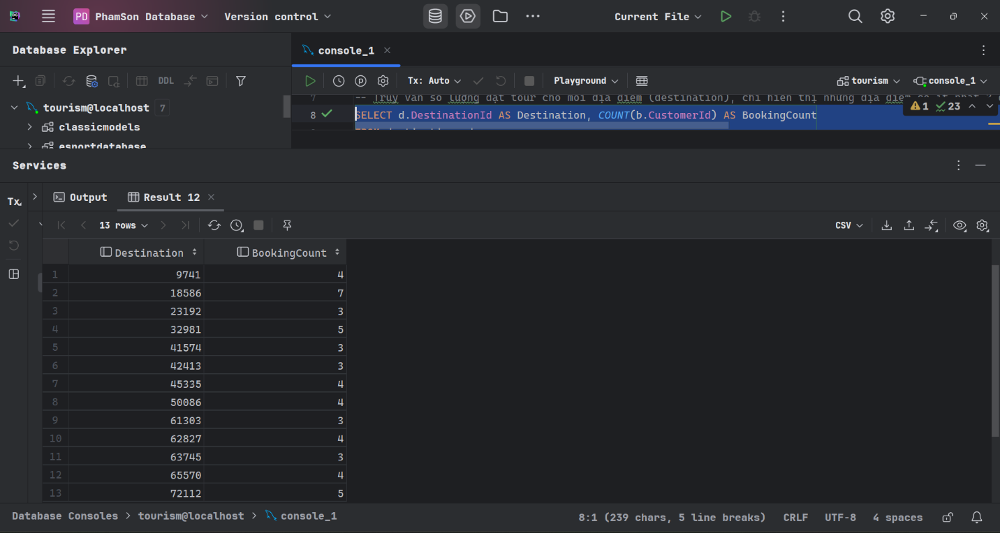 PD PhamSon Database Version control Current File
Database Explorer
console_1
DDL
Tx: Auto Playground tourism console_1
tourism@localhost 7
classicmodels
esportdatabase
7 -- Truy vấn số lượng đặt tour cho mỗi địa điểm (destination), chỉ hiển thị những địa điểm có ít nhất
8 SELECT d.DestinationId AS Destination, COUNT(b.CustomerId) AS BookingCount
1 23
Services
Tx
Output Result 12
13 rows CSV
Destination BookingCount
1 9741 4
2 18586 7
3 23192 3
4 32981 5
5 41574 3
6 42413 3
7 45335 4
8 50086 4
9 61303 3
10 62827 4
11 63745 3
12 65570 4
13 72112 5
Database Consoles > tourism@localhost > console_1
8:1 (239 chars, 5 line breaks) CRLF UTF-8 4 spaces